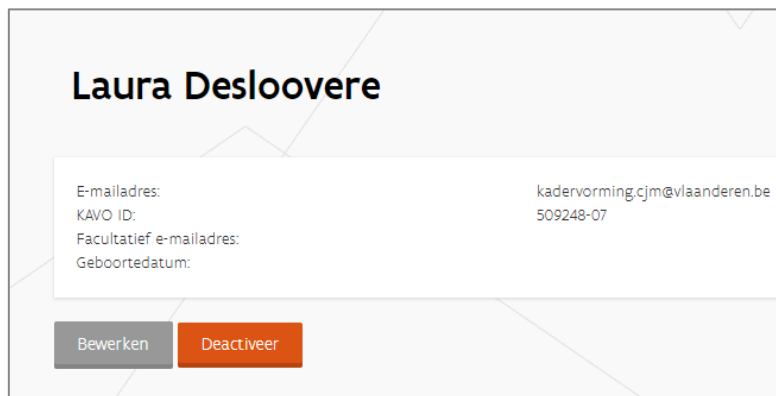 Laura Desloovere
E-mailadres: kadervorming.cjm@vlaanderen.be
KAVO ID: 509248-07
Facultatief e-mailadres:
Geboortedatum:
Bewerken Deactiveer